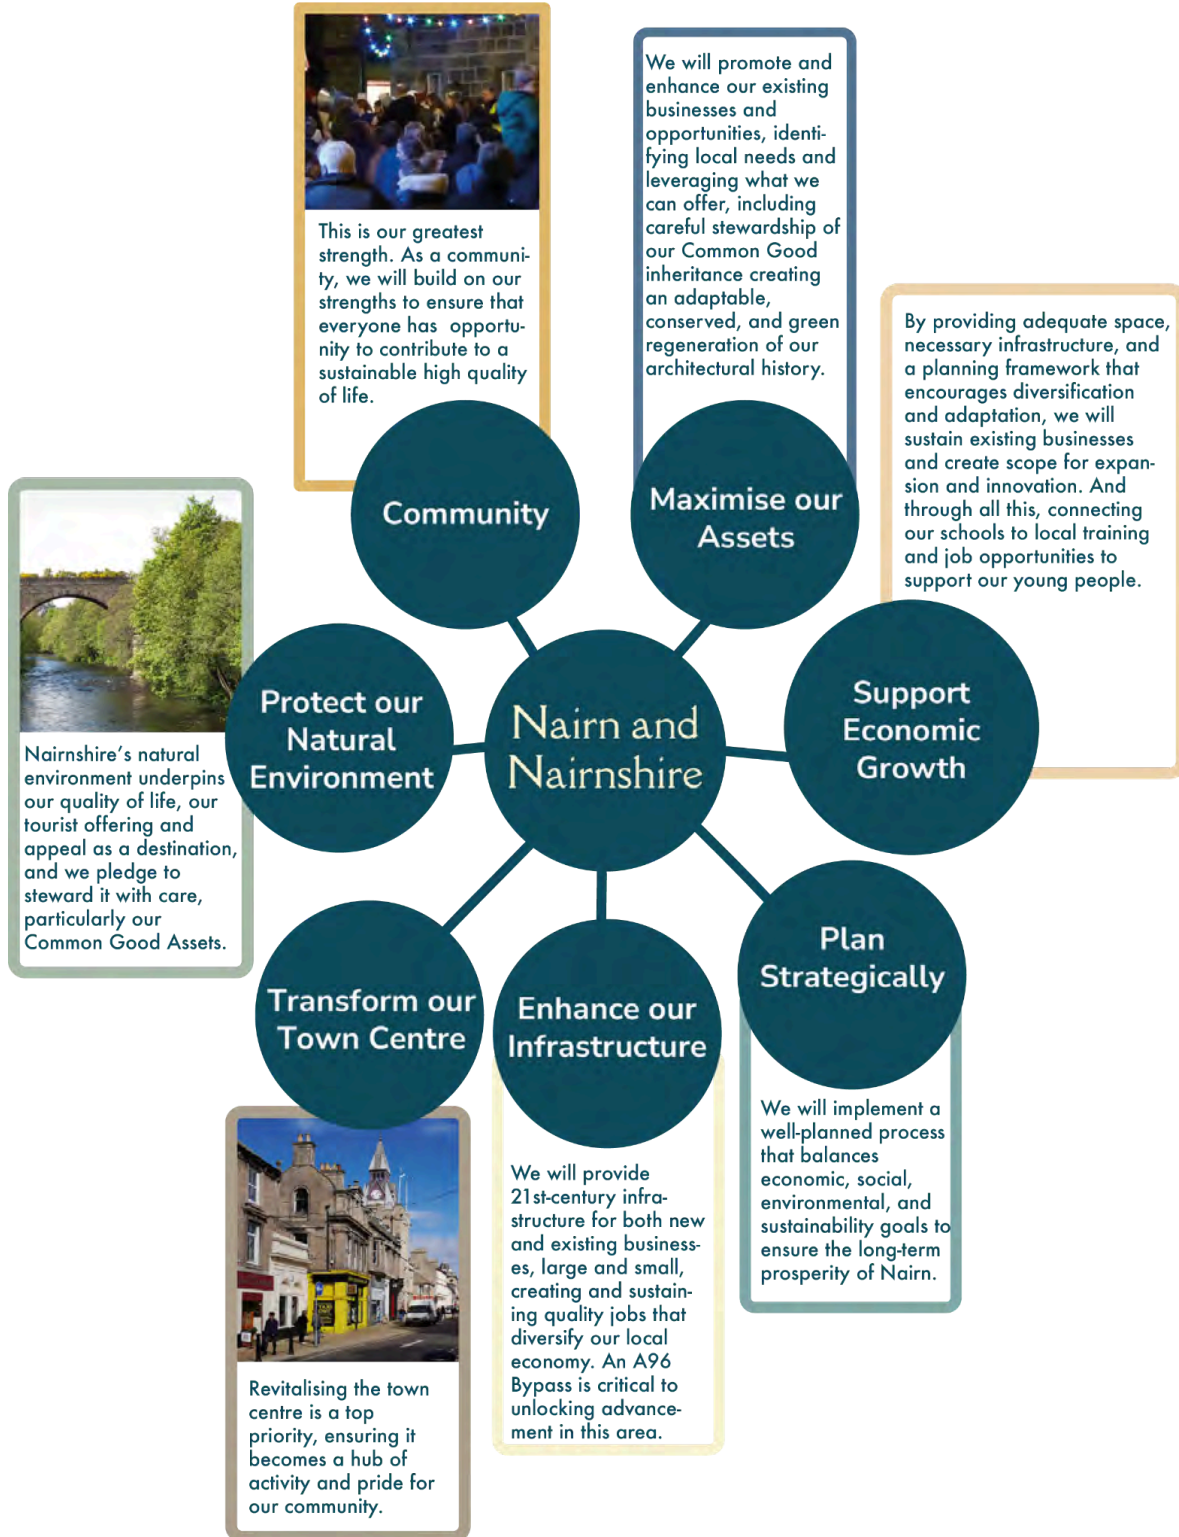 This is our greatest
strength. As a communi-
ty, we will build on our
strengths to ensure that
everyone has opportu-
nity to contribute to a
sustainable high quality
of life.
Community
We will promote and
enhance our existing
businesses and
opportunities, identi-
fying local needs and
leveraging what we
can offer, including
careful stewardship of
our Common Good
inheritance creating
an adaptable,
conserved, and green
regeneration of our
architectural history.
Maximise our
Assets
By providing adequate space,
necessary infrastructure, and
a planning framework that
encourages diversification
and adaptation, we will
sustain existing businesses
and create scope for expan-
sion and innovation. And
through all this, connecting
our schools to local training
and job opportunities to
support our young people.
Support
Economic
Growth
Nairn and
Nairnshire
Protect our
Natural
Environment
Nairnshire's natural
environment underpins
our quality of life, our
tourist offering and
appeal as a destination,
and we pledge to
steward it with care,
particularly our
Common Good Assets.
Plan
Strategically
We will implement a
well-planned process
that balances
economic, social,
environmental, and
sustainability goals to
ensure the long-term
prosperity of Nairn.
Enhance our
Infrastructure
We will provide
21st-century infra-
structure for both new
and existing business-
es, large and small,
creating and sustain-
ing quality jobs that
diversify our local
economy. An A96
Bypass is critical to
unlocking advance-
ment in this area.
Transform our
Town Centre
Revitalising the town
centre is a top
priority, ensuring it
becomes a hub of
activity and pride for
our community.